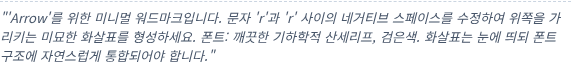 "'Arrow'를 위한 미니멀 워드마크입니다. 문자 'r'과 'r' 사이의 네거티브 스페이스를 수정하여 위쪽을 가
리키는 미묘한 화살표를 형성하세요. 폰트: 깨끗한 기하학적 산세리프, 검은색. 화살표는 눈에 띄되 폰트
구조에 자연스럽게 통합되어야 합니다."